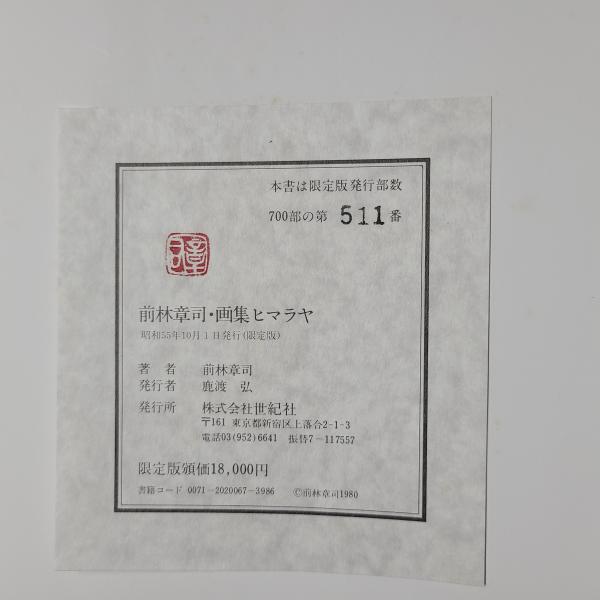 本書は限定版発行部数
700部の第 511 番
章司
前林章司・画集ヒマラヤ
昭和55年10月1日発行(限定版)
著者 前林章司
発行者 鹿渡 弘
発行所 株式会社世紀社
〒161 東京都新宿区上落合2-1-3
電話03(952)6641 振替7-117557
限定版頒価18,000円
書籍コード 0071-2020067-3986 ©前林章司1980